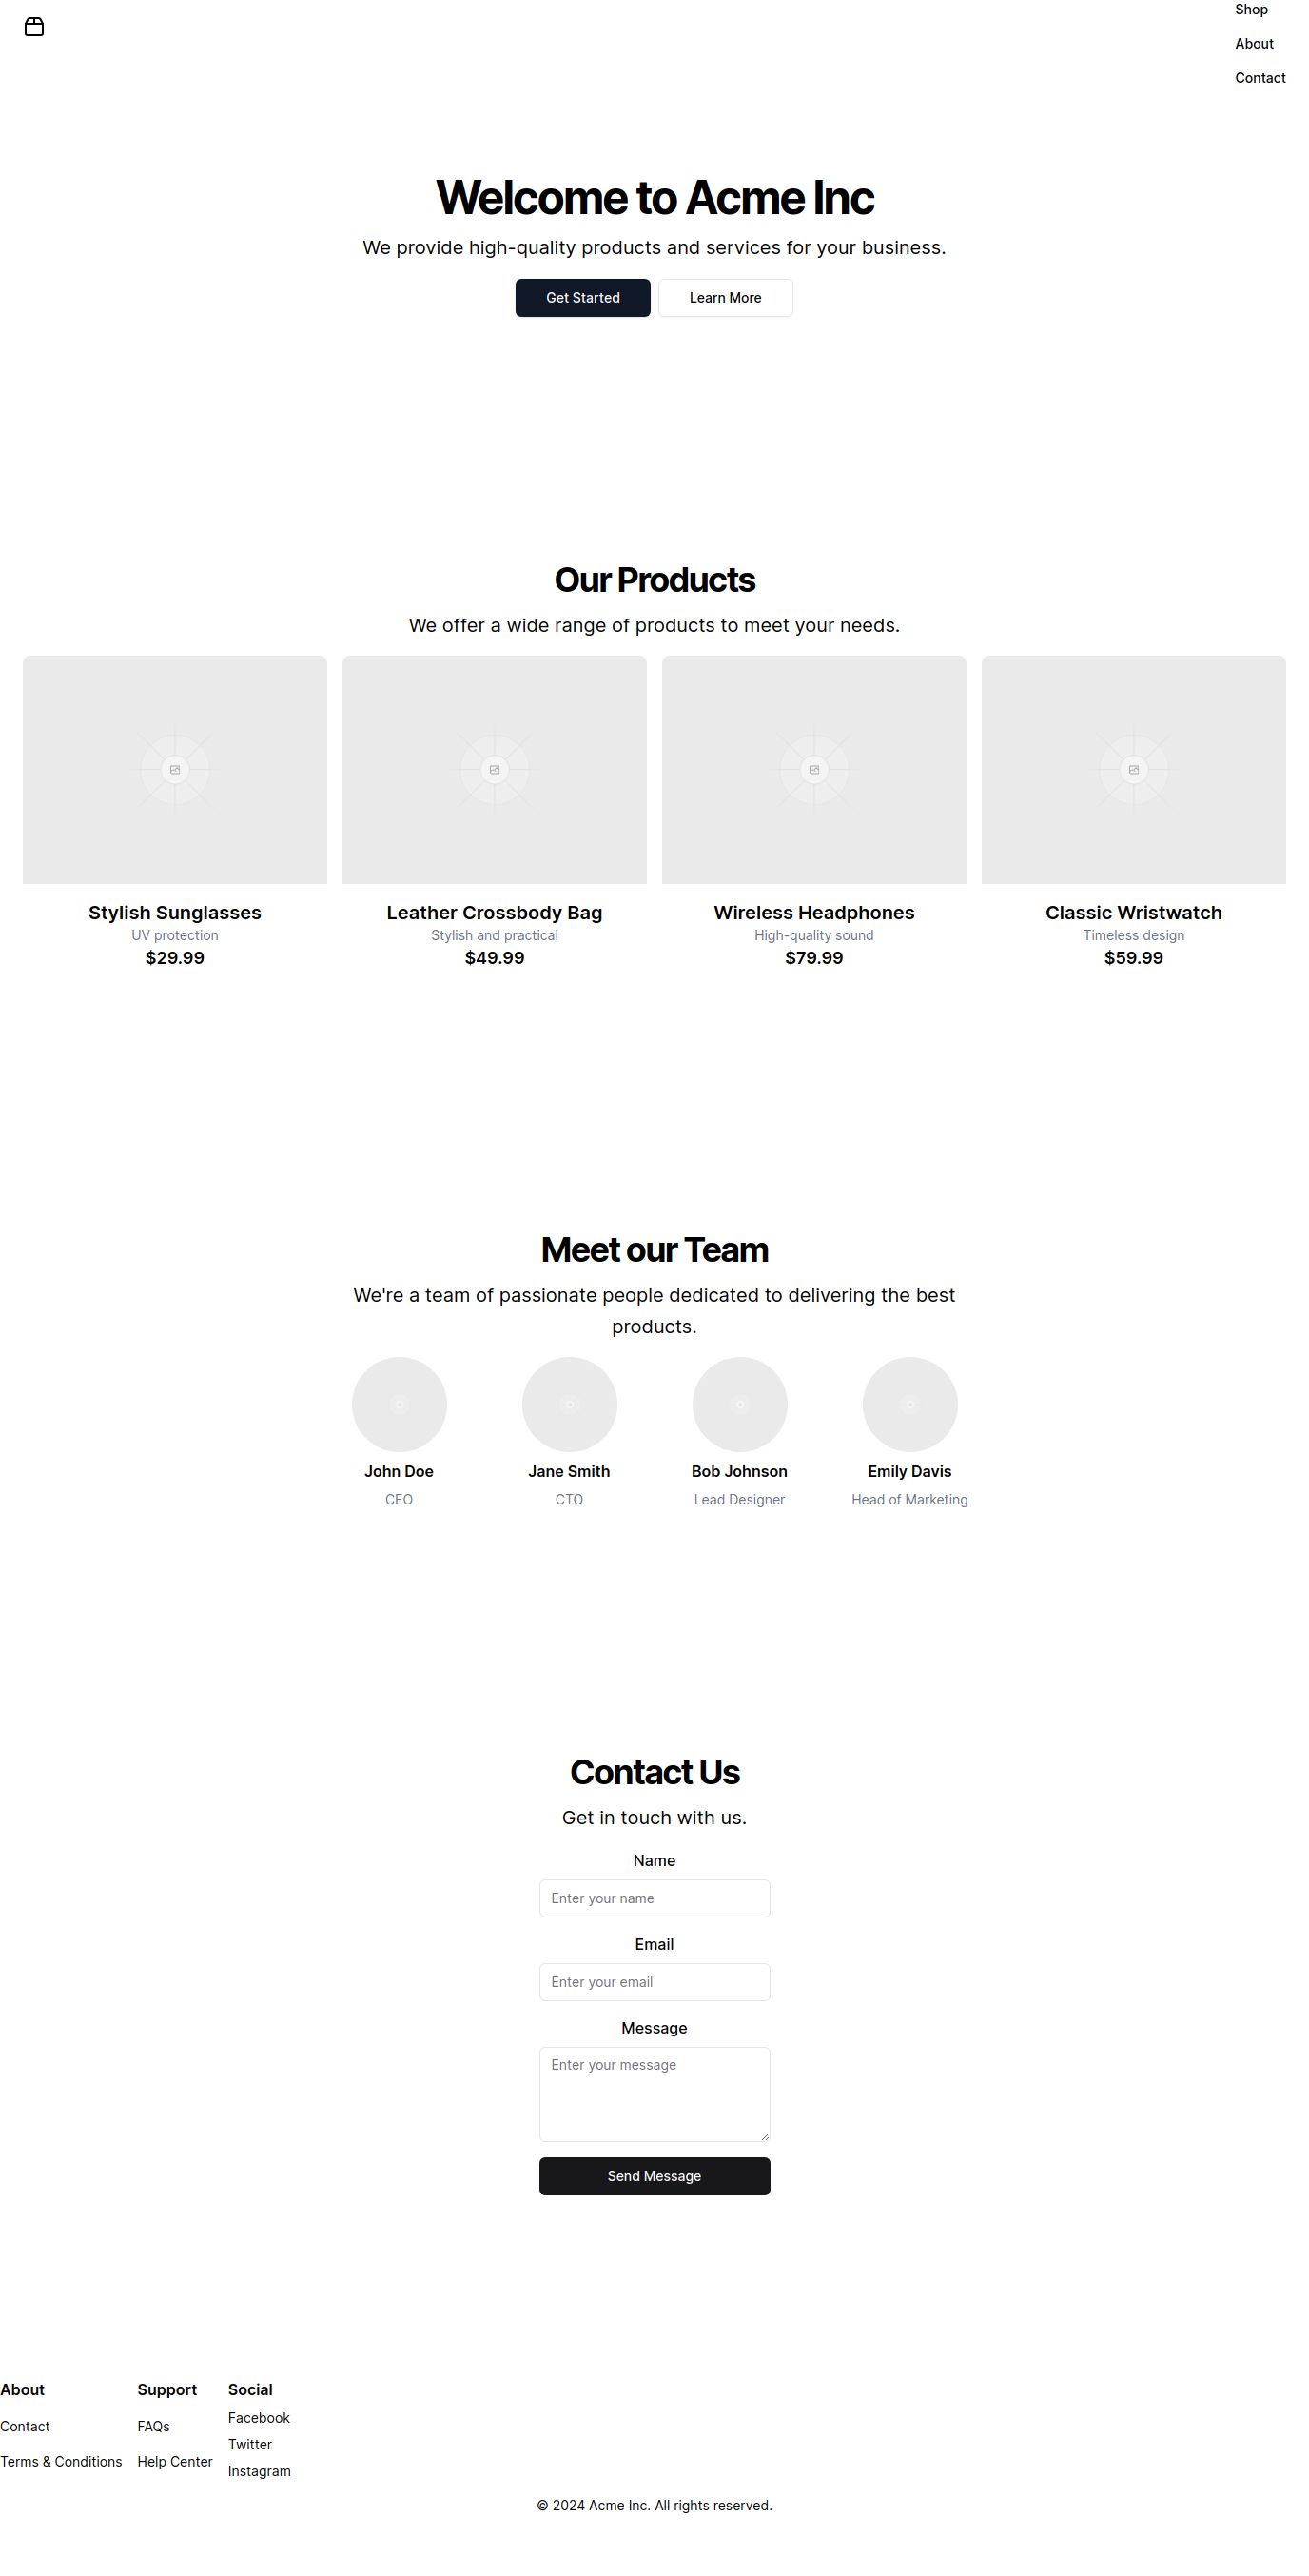 Shop
About
Contact
Welcome to Acme Inc
We provide high-quality products and services for your business.
Get Started
Learn More
Our Products
We offer a wide range of products to meet your needs.
Stylish Sunglasses
UV protection
$29.99
Leather Crossbody Bag
Stylish and practical
$49.99
Wireless Headphones
High-quality sound
$79.99
Classic Wristwatch
Timeless design
$59.99
Meet our Team
We're a team of passionate people dedicated to delivering the best
products.
John Doe
CEO
Jane Smith
CTO
Bob Johnson
Lead Designer
Emily Davis
Head of Marketing
Contact Us
Get in touch with us.
Name
Enter your name
Email
Enter your email
Message
Enter your message
Send Message
About
Contact
Terms & Conditions
Support
FAQs
Help Center
Social
Facebook
Twitter
Instagram
© 2024 Acme Inc. All rights reserved.